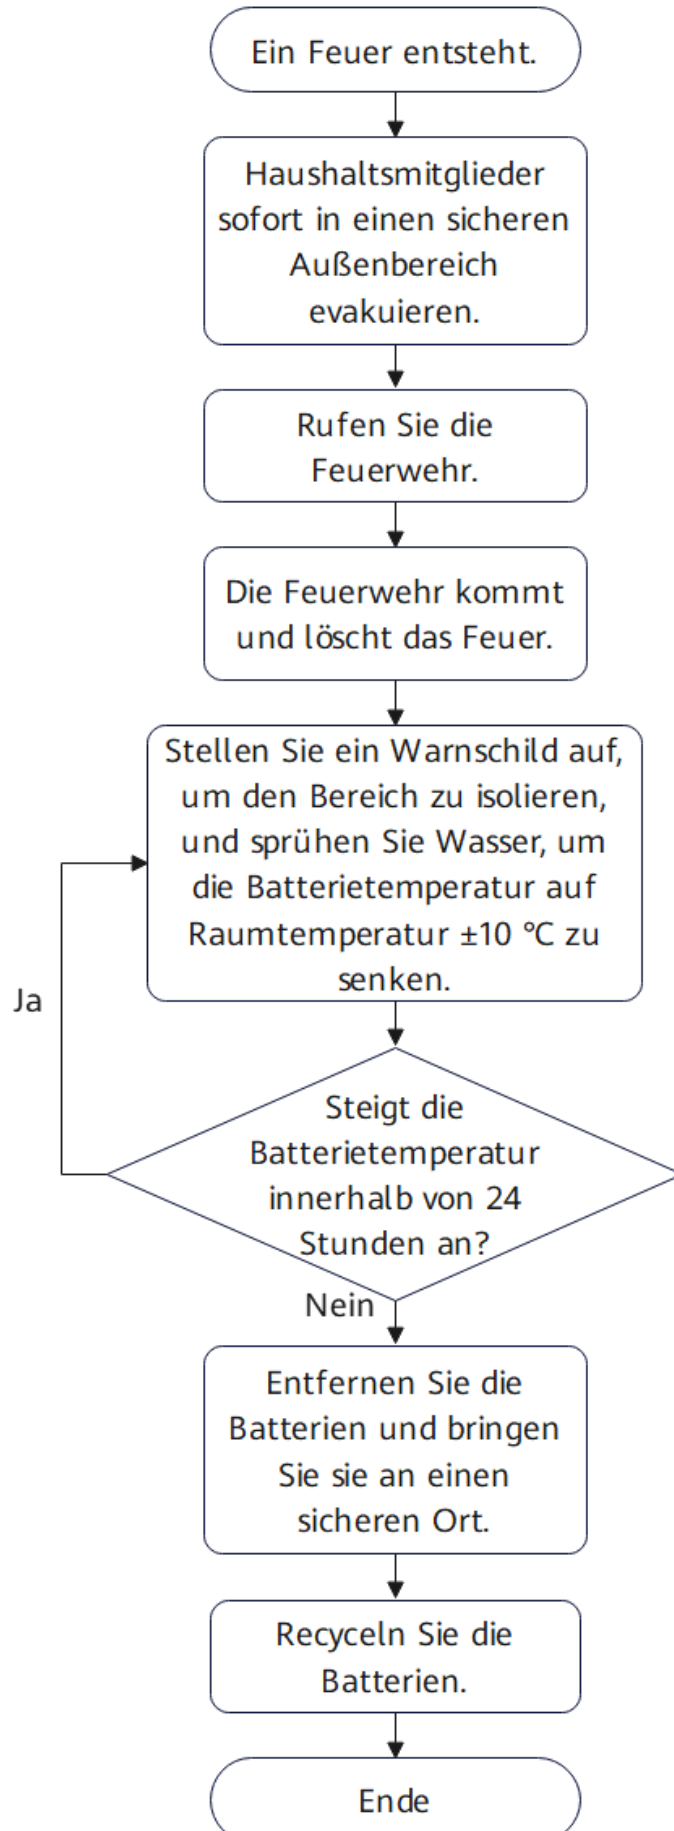 Ein Feuer entsteht.
Haushaltsmitglieder
sofort in einen sicheren
Außenbereich
evakuieren.
Rufen Sie die
Feuerwehr.
Die Feuerwehr kommt
und löscht das Feuer.
Stellen Sie ein Warnschild auf,
um den Bereich zu isolieren,
und sprühen Sie Wasser, um
die Batterietemperatur auf
Raumtemperatur ±10 °C zu
senken.
Ja
Steigt die
Batterietemperatur
innerhalb von 24
Stunden an?
Nein
Entfernen Sie die
Batterien und bringen
Sie sie an einen
sicheren Ort.
Recyceln Sie die
Batterien.
Ende